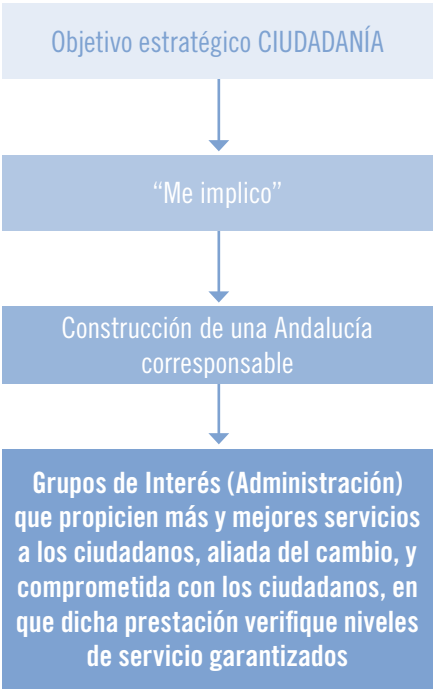 Objetivo estratégico CIUDADANÍA
“Me implico”
Construcción de una Andalucía
corresponsable
Grupos de Interés (Administración)
que propicien más y mejores servicios
a los ciudadanos, aliada del cambio, y
comprometida con los ciudadanos, en
que dicha prestación verifique niveles
de servicio garantizados